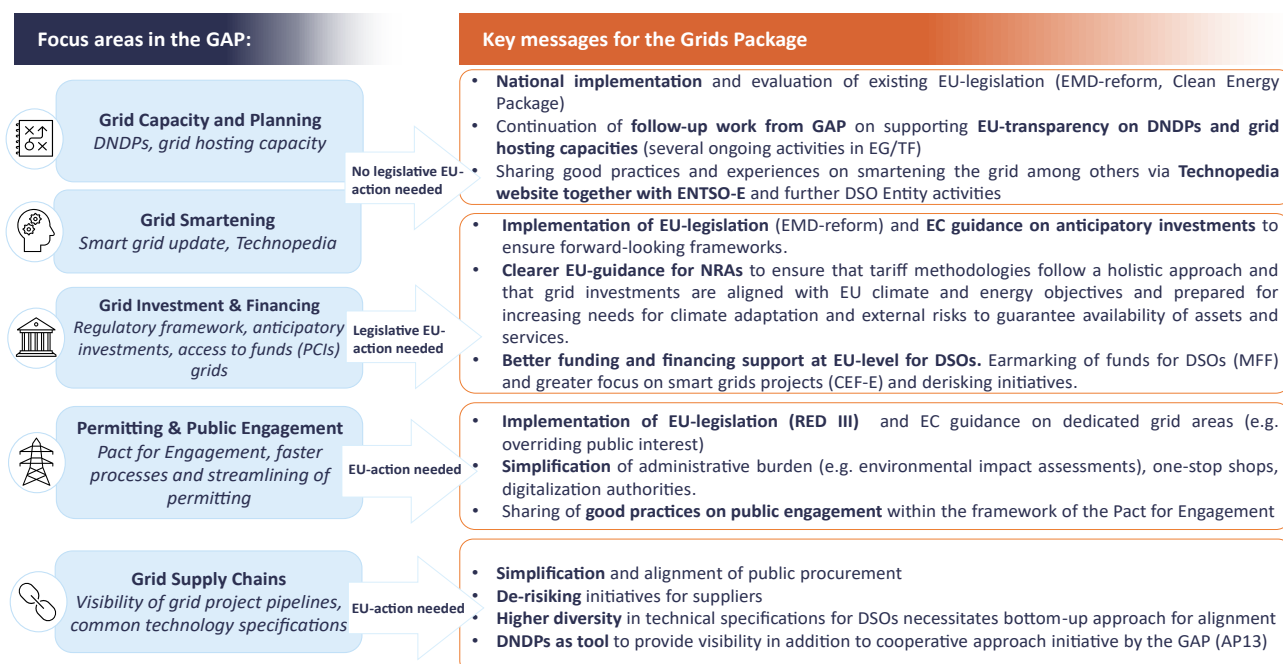 Focus areas in the GAP:
Key messages for the Grids Package
Grid Capacity and Planning
DNDPs, grid hosting capacity
Grid Smartening
Smart grid update, Technopedia
No legislative EU-
action needed
• National implementation and evaluation of existing EU-legislation (EMD-reform, Clean Energy
Package)
• Continuation of follow-up work from GAP on supporting EU-transparency on DNDPs and grid
hosting capacities (several ongoing activities in EG/TF)
• Sharing good practices and experiences on smartening the grid among others via Technopedia
website together with ENTSO-E and further DSO Entity activities
Grid Investment & Financing
Regulatory framework, anticipatory
investments, access to funds (PCIs)
grids
Legislative EU-
action needed
• Implementation of EU-legislation (EMD-reform) and EC guidance on anticipatory investments to
ensure forward-looking frameworks.
• Clearer EU-guidance for NRAs to ensure that tariff methodologies follow a holistic approach and
that grid investments are aligned with EU climate and energy objectives and prepared for
increasing needs for climate adaptation and external risks to guarantee availability of assets and
services.
• Better funding and financing support at EU-level for DSOs. Earmarking of funds for DSOs (MFF)
and greater focus on smart grids projects (CEF-E) and derisking initiatives.
Permitting & Public Engagement
Pact for Engagement, faster
processes and streamlining of
permitting
EU-action needed
• Implementation of EU-legislation (RED III) and EC guidance on dedicated grid areas (e.g.
overriding public interest)
• Simplification of administrative burden (e.g. environmental impact assessments), one-stop shops,
digitalization authorities.
• Sharing of good practices on public engagement within the framework of the Pact for Engagement
Grid Supply Chains
Visibility of grid project pipelines,
common technology specifications
EU-action needed
• Simplification and alignment of public procurement
• De-risiking initiatives for suppliers
• Higher diversity in technical specifications for DSOs necessitates bottom-up approach for alignment
• DNDPs as tool to provide visibility in addition to cooperative approach initiative by the GAP (AP13)